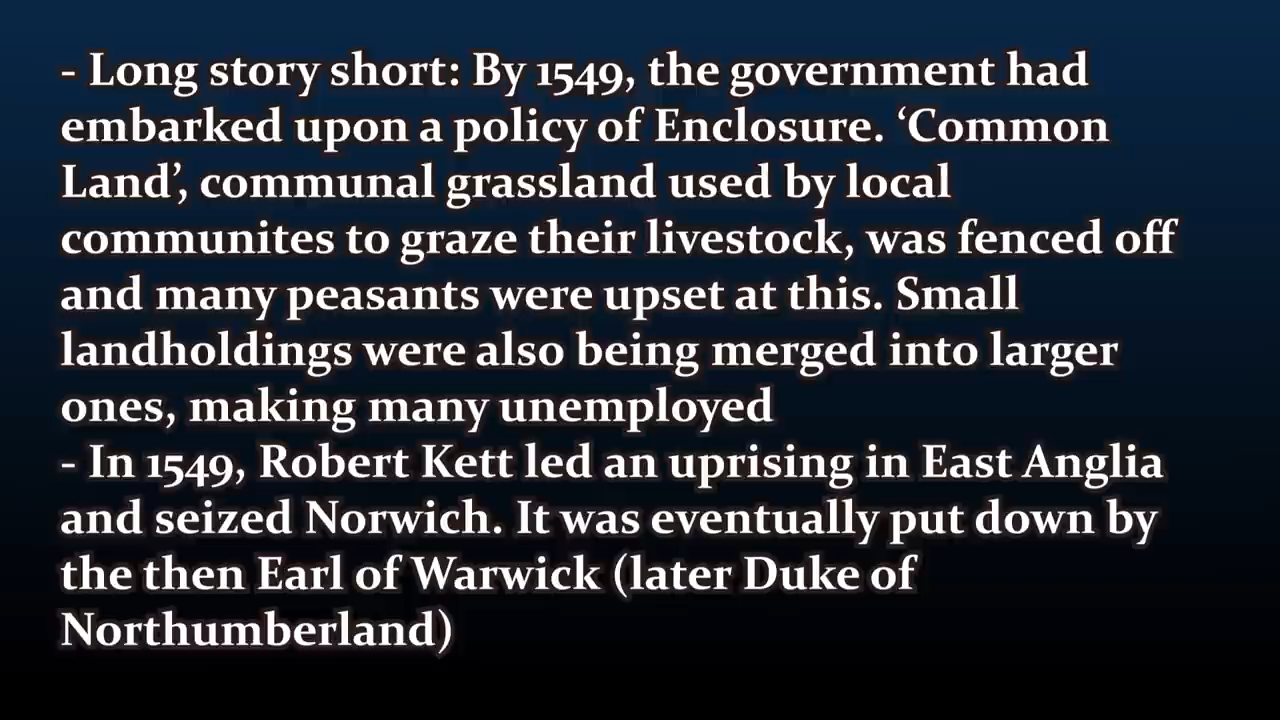 - Long story short: By 1549, the government had
embarked upon a policy of Enclosure. ‘Common
Land’, communal grassland used by local
communites to graze their livestock, was fenced off
and many peasants were upset at this. Small
landholdings were also being merged into larger
ones, making many unemployed
- In 1549, Robert Kett led an uprising in East Anglia
and seized Norwich. It was eventually put down by
the then Earl of Warwick (later Duke of
Northumberland)